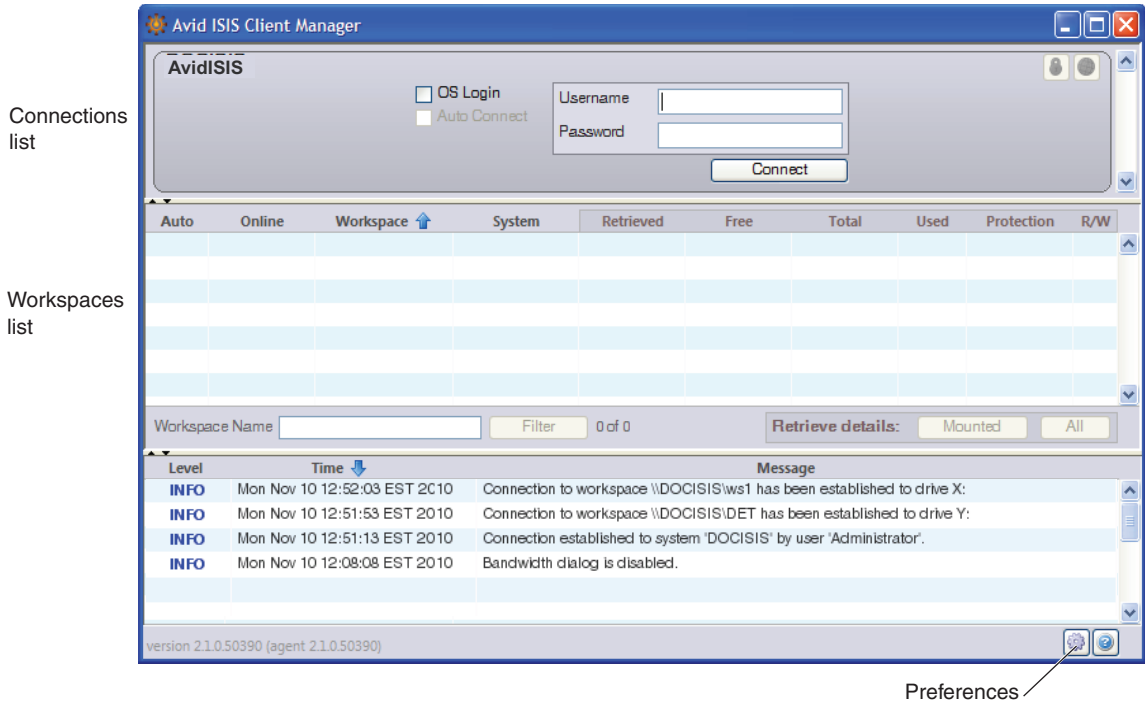 Avid ISIS Client Manager
AvidISIS
OS Login
Auto Connect
Username
Password
Connect
Connections
list
Auto Online Workspace System Retrieved Free Total Used Protection R/W
Workspaces
list
Workspace Name Filter 0 of 0 Retrieve details: Mounted All
Level Time Message
INFO Mon Nov 10 12:52:03 EST 2010 Connection to workspace \\DOCISIS\ws1 has been established to drive X:
INFO Mon Nov 10 12:51:53 EST 2010 Connection to workspace \\DOCISIS\DET has been established to drive Y:
INFO Mon Nov 10 12:51:13 EST 2010 Connection established to system 'DOCISIS' by user 'Administrator'.
INFO Mon Nov 10 12:08:08 EST 2010 Bandwidth dialog is disabled.
version 2.1.0.50390 (agent 2.1.0.50390)
Preferences